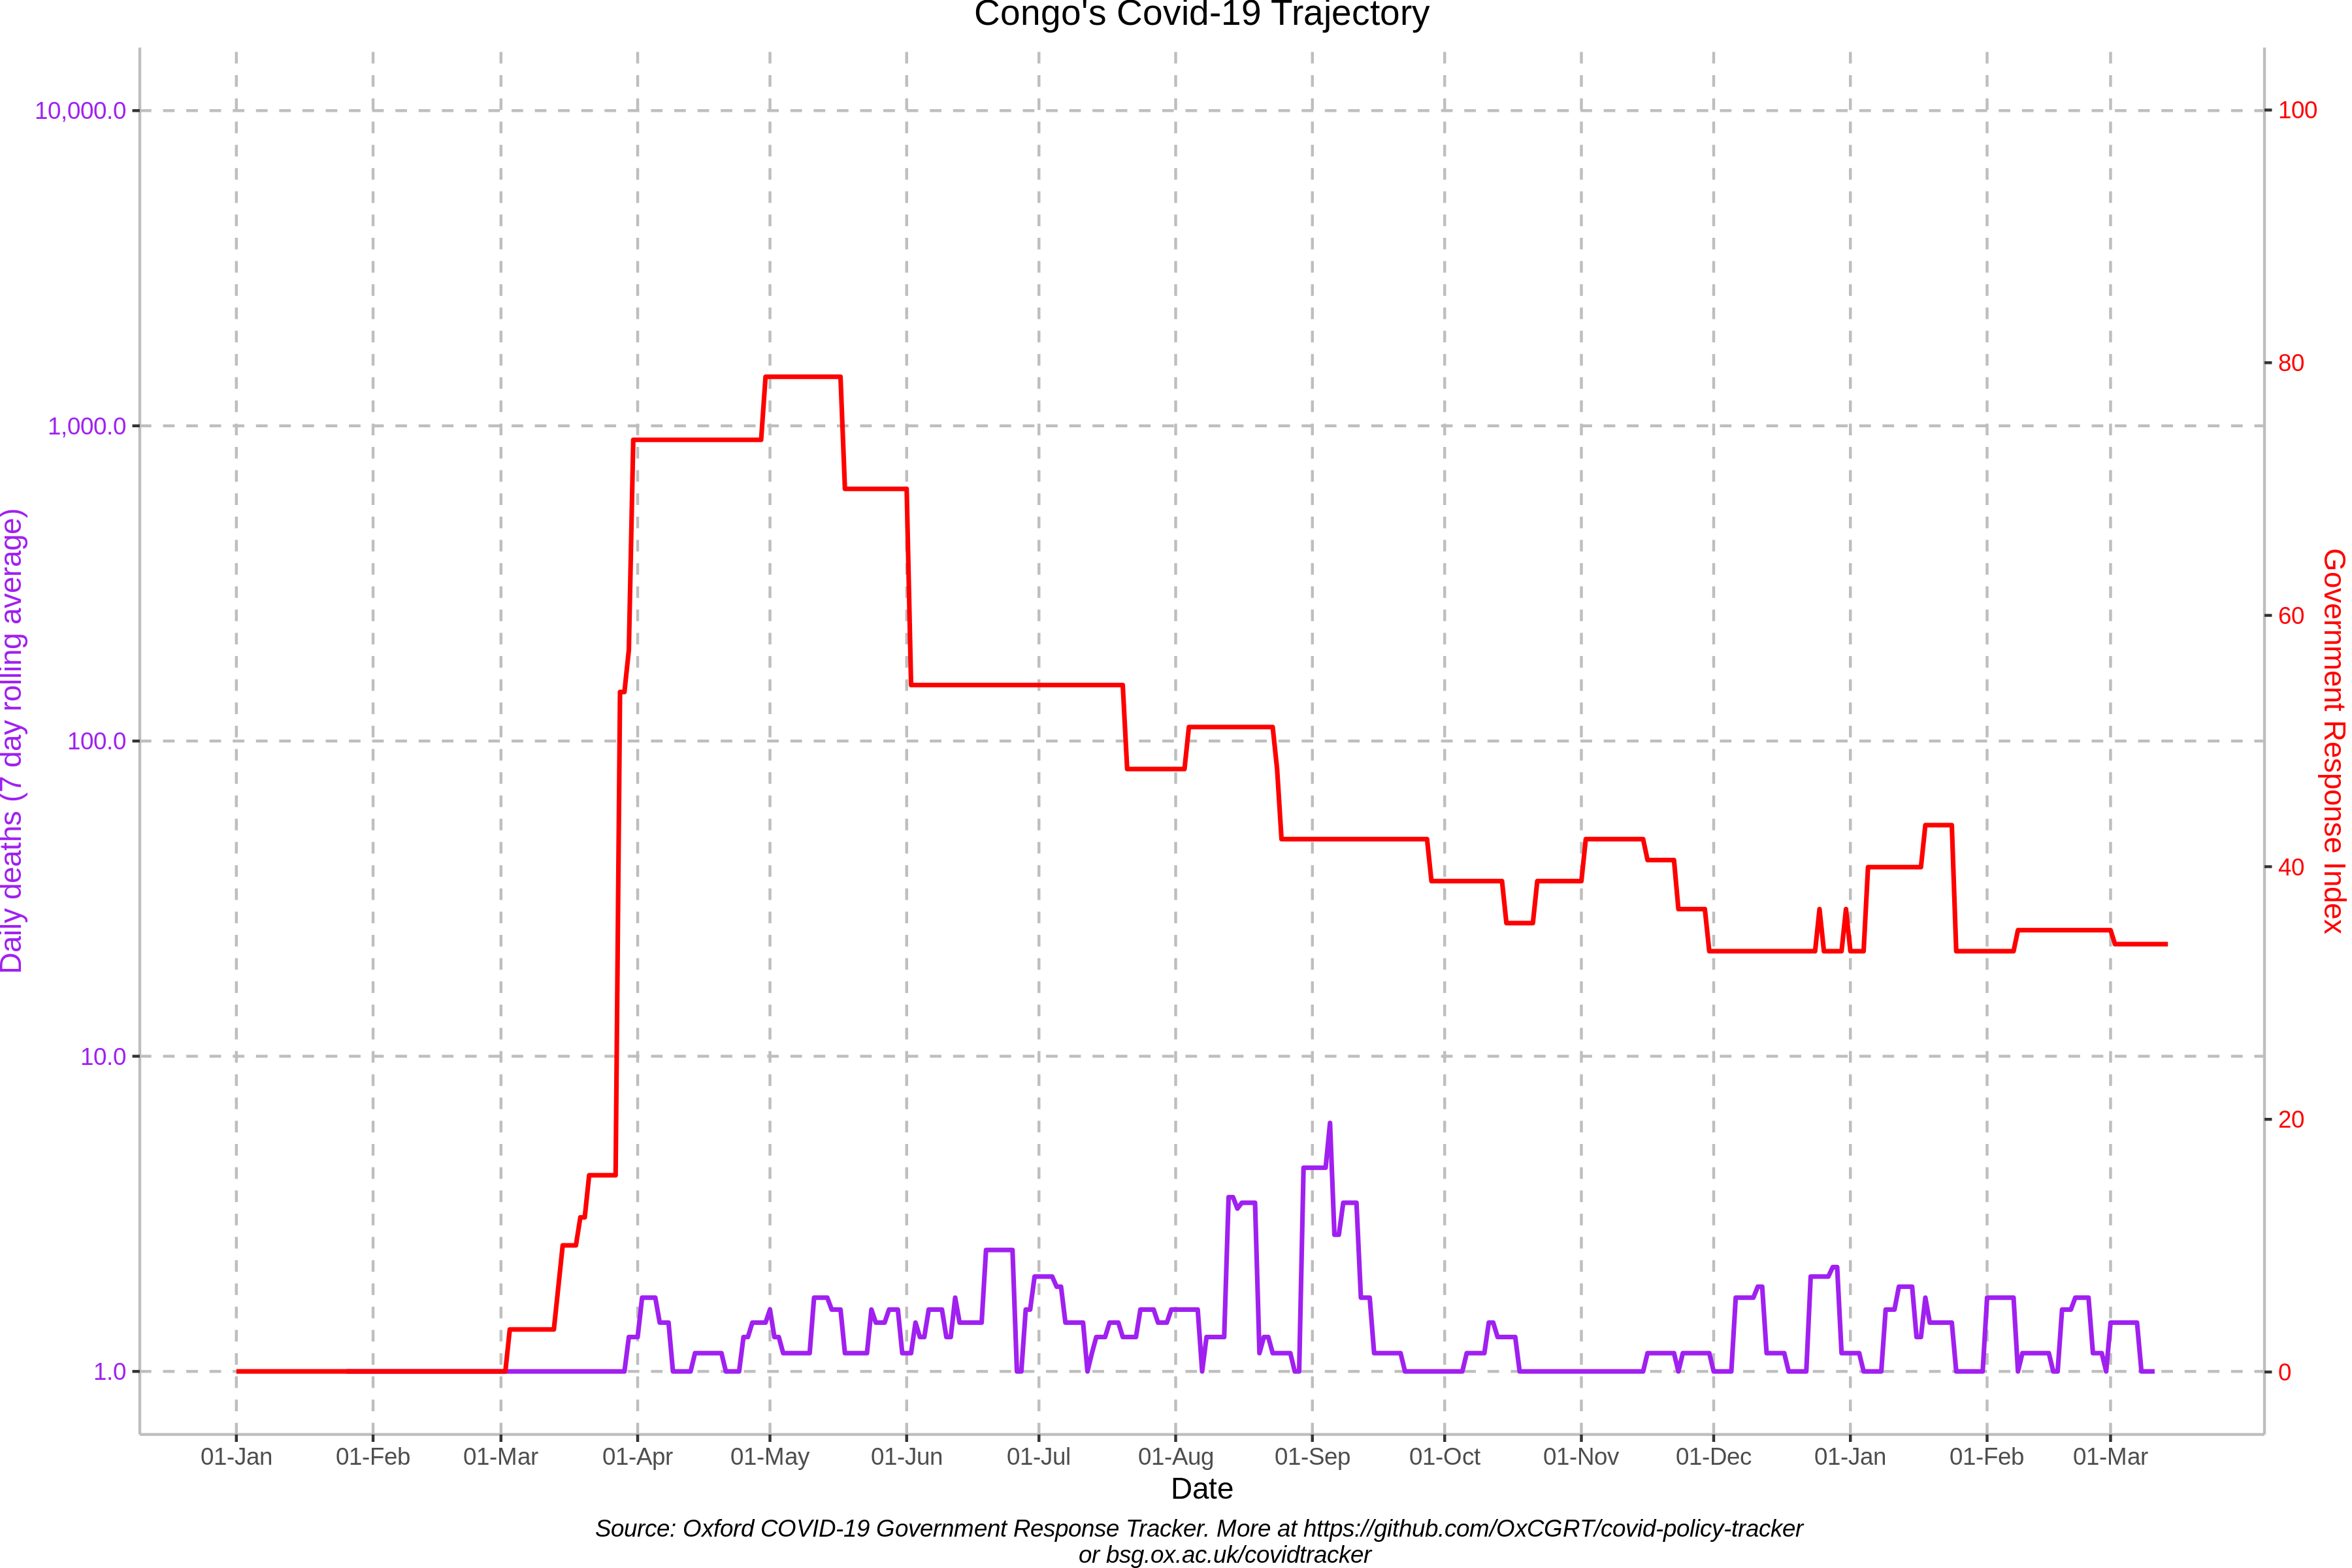 Congo's Covid-19 Trajectory
10,000.0
1,000.0
100.0
10.0
1.0
Daily deaths (7 day rolling average)
100
80
60
40
20
0
Government Response Index
01-Jan 01-Feb 01-Mar 01-Apr 01-May 01-Jun 01-Jul 01-Aug 01-Sep 01-Oct 01-Nov 01-Dec 01-Jan 01-Feb 01-Mar
Date
Source: Oxford COVID-19 Government Response Tracker. More at https://github.com/OxCGRT/covid-policy-tracker
or bsg.ox.ac.uk/covidtracker